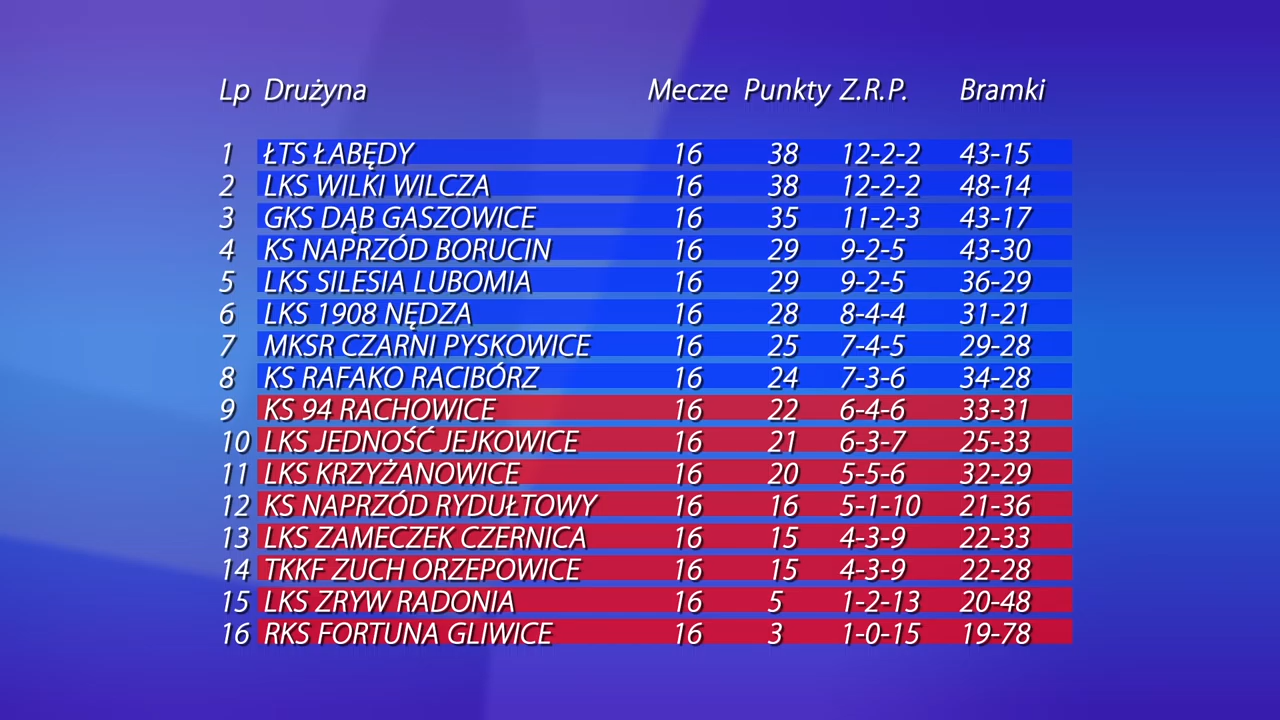 Lp Drużyna Mecze Punkty Z.R.P. Bramki
1 ŁTS ŁABĘDY 16 38 12-2-2 43-15
2 LKS WILKI WILCZA 16 38 12-2-2 48-14
3 GKS DĄB GASZOWICE 16 35 11-2-3 43-17
4 KS NAPRZÓD BORUCIN 16 29 9-2-5 43-30
5 LKS SILESIA LUBOMIA 16 29 9-2-5 36-29
6 LKS 1908 NĘDZA 16 28 8-4-4 31-21
7 MKSR CZARNI PYSKOWICE 16 25 7-4-5 29-28
8 KS RAFAKO RACIBÓRZ 16 24 7-3-6 34-28
9 KS 94 RACHOWICE 16 22 6-4-6 33-31
10 LKS JEDNOŚĆ JEJKOWICE 16 21 6-3-7 25-33
11 LKS KRZYŻANOWICE 16 20 5-5-6 32-29
12 KS NAPRZÓD RYDUŁTOWY 16 16 5-1-10 21-36
13 LKS ZAMECZEK CZERNICA 16 15 4-3-9 22-33
14 TKKF ZUCH ORZEPOWICE 16 15 4-3-9 22-28
15 LKS ZRYW RADONIA 16 5 1-2-13 20-48
16 RKS FORTUNA GLIWICE 16 3 1-0-15 19-78